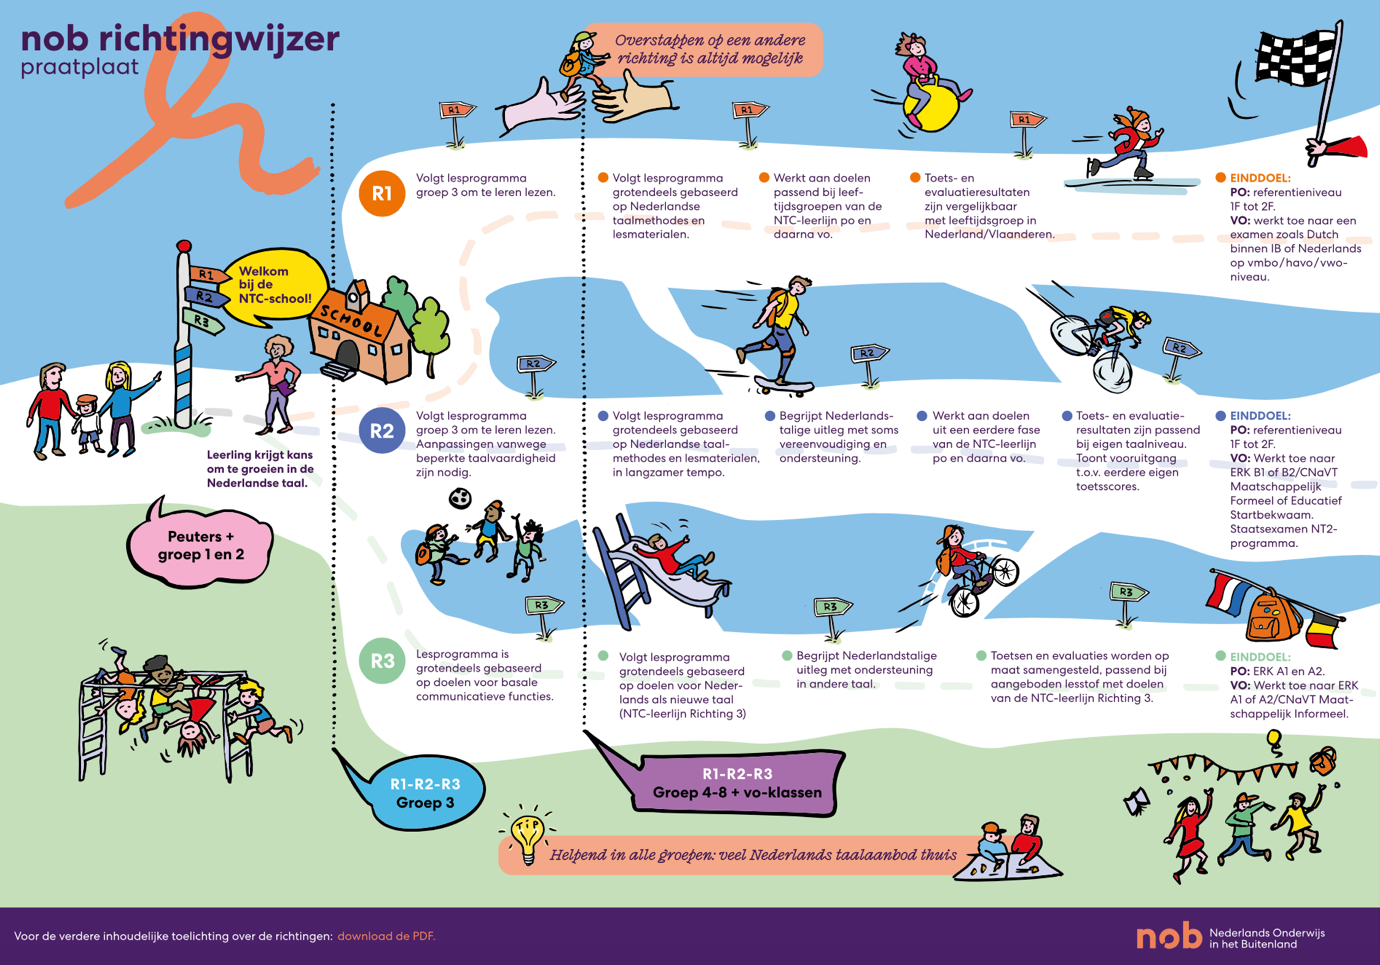 nob richtingwijzer
praatplaat
Overstappen op een andere
richting is altijd mogelijk
R1
R1
R1
R1
Volgt lesprogramma
groep 3 om te leren lezen.
Volgt lesprogramma
grotendeels gebaseerd
op Nederlandse
taalmethodes en
lesmaterialen.
Werkt aan doelen
passend bij leef-
tijdsgroepen van de
NTC-leerlijn po en
daarna vo.
Toets- en
evaluatieresultaten
zijn vergelijkbaar
met leeftijdsgroep in
Nederland/Vlaanderen.
EINDDOEL:
PO: referentieniveau
1F tot 2F.
VO: werkt toe naar een
examen zoals Dutch
binnen IB of Nederlands
op vmbo/havo/vwo-
niveau.
R1
R2
R3
Welkom
bij de
NTC-school!
SCHOOL
R2
R2
R2
Leerling krijgt kans
om te groeien in de
Nederlandse taal.
R2
Volgt lesprogramma
groep 3 om te leren lezen.
Aanpassingen vanwege
beperkte taalvaardigheid
zijn nodig.
Volgt lesprogramma
grotendeels gebaseerd
op Nederlandse taal-
methodes en lesmaterialen,
in langzamer tempo.
Begrijpt Nederlands-
talige uitleg met soms
vereenvoudiging en
ondersteuning.
Werkt aan doelen
uit een eerdere fase
van de NTC-leerlijn
po en daarna vo.
Toets- en evaluatie-
resultaten zijn passend
bij eigen taalniveau.
Toont vooruitgang
t.o.v. eerdere eigen
toetsscores.
EINDDOEL:
PO: referentieniveau
1F tot 2F.
VO: Werkt toe naar
ERK B1 of B2/CNaVT
Maatschappelijk
Formeel of Educatief
Startbekwaam.
Staatsexamen NT2-
programma.
Peuters +
groep 1 en 2
R3
R3
R3
R3
Lesprogramma is
grotendeels gebaseerd
op doelen voor basale
communicatieve functies.
Volgt lesprogramma
grotendeels gebaseerd
op doelen voor Neder-
lands als nieuwe taal
(NTC-leerlijn Richting 3)
Begrijpt Nederlandstalige
uitleg met ondersteuning
in andere taal.
Toetsen en evaluaties worden op
maat samengesteld, passend bij
aangeboden lesstof met doelen
van de NTC-leerlijn Richting 3.
EINDDOEL:
PO: ERK A1 en A2.
VO: Werkt toe naar ERK
A1 of A2/CNaVT Maat-
schappelijk Informeel.
R1-R2-R3
Groep 3
R1-R2-R3
Groep 4-8 + vo-klassen
TIP
Helpend in alle groepen: veel Nederlands taalaanbod thuis
Voor de verdere inhoudelijke toelichting over de richtingen: download de PDF.
nob
Nederlands Onderwijs
in het Buitenland